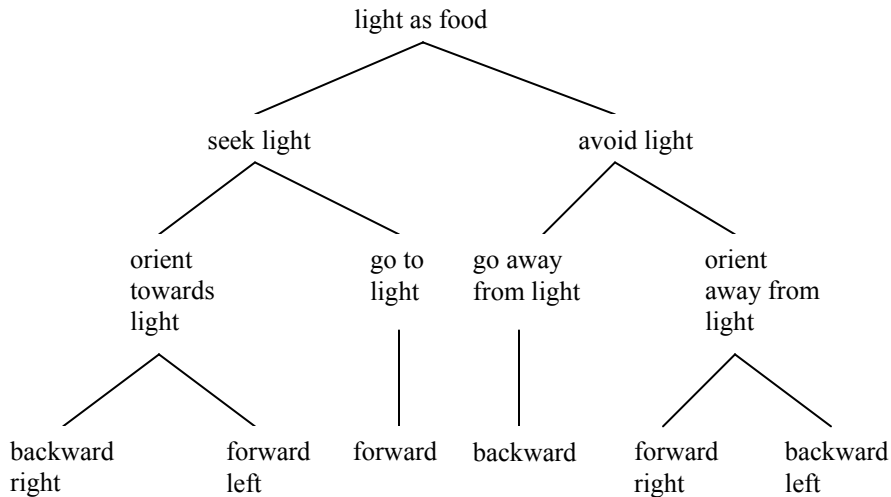 light as food
seek light
avoid light
orient
towards
light
go to
light
go away
from light
orient
away from
light
backward
right
forward
left
forward
backward
forward
right
backward
left